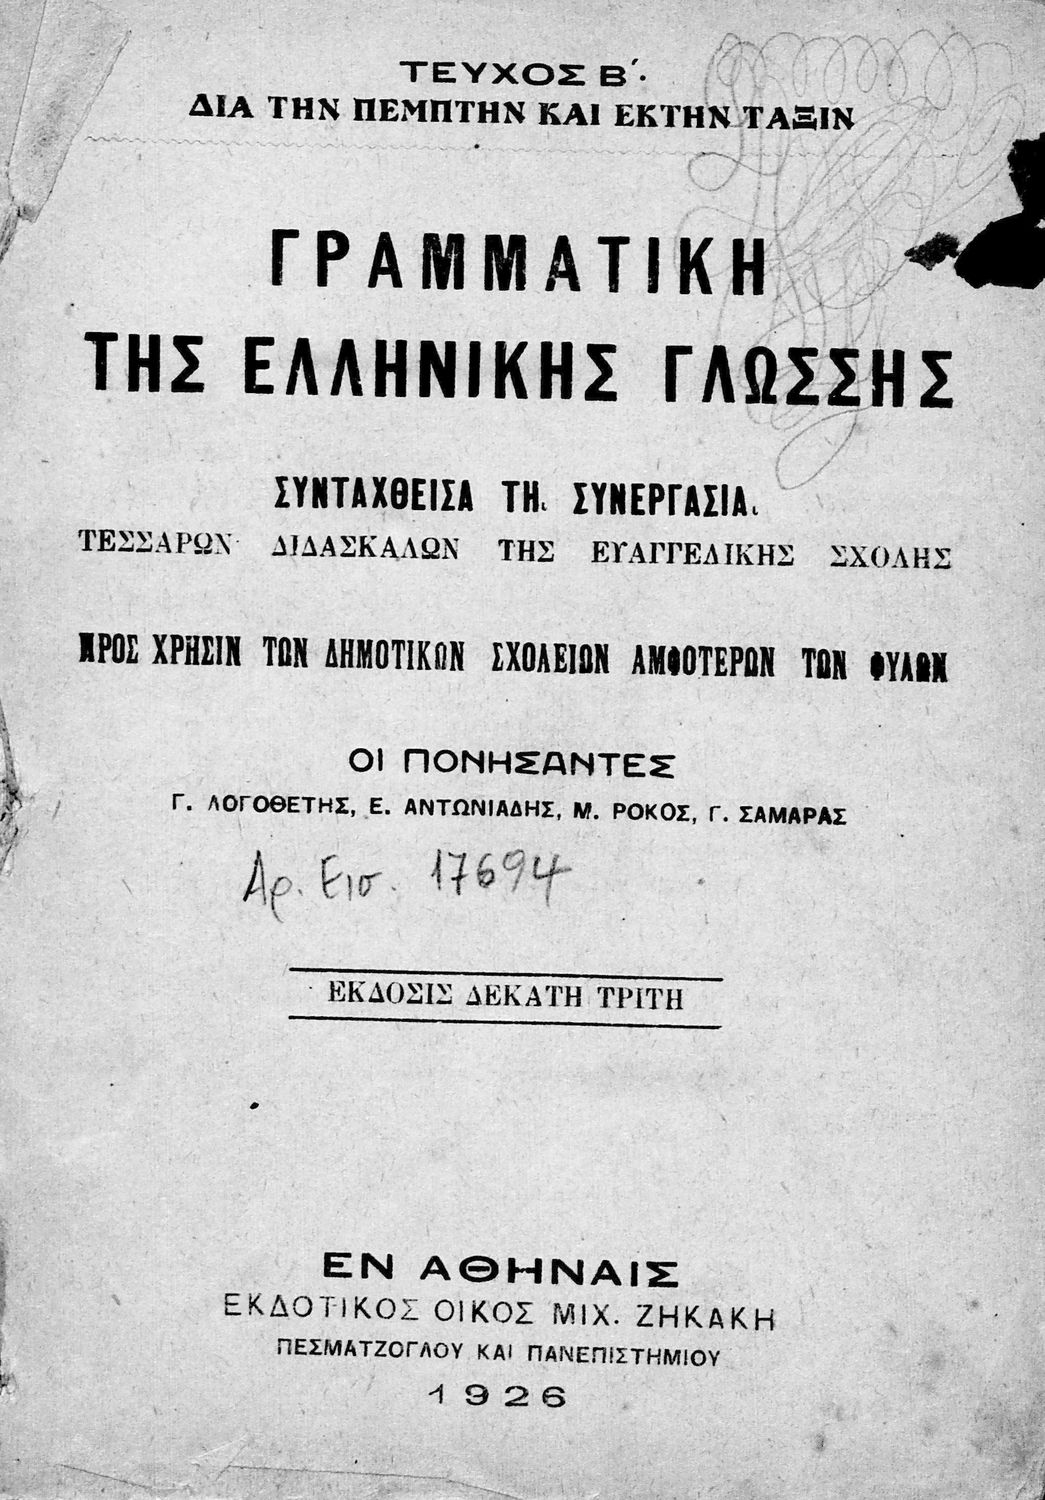 ΤΕΥΧΟΣ Β΄.
ΔΙΑ ΤΗΝ ΠΕΜΠΤΗΝ ΚΑΙ ΕΚΤΗΝ ΤΑΞΙΝ
ΓΡΑΜΜΑΤΙΚΗ
ΤΗΣ ΕΛΛΗΝΙΚΗΣ ΓΛΩΣΣΗΣ
ΣΥΝΤΑΧΘΕΙΣΑ ΤΗι ΣΥΝΕΡΓΑΣΙΑι
ΤΕΣΣΑΡΩΝ ΔΙΔΑΣΚΑΛΩΝ ΤΗΣ ΕΥΑΓΓΕΛΙΚΗΣ ΣΧΟΛΗΣ
ΠΡΟΣ ΧΡΗΣΙΝ ΤΩΝ ΔΗΜΟΤΙΚΩΝ ΣΧΟΛΕΙΩΝ ΑΜΦΟΤΕΡΩΝ ΤΩΝ ΦΥΛΩΝ
ΟΙ ΠΟΝΗΣΑΝΤΕΣ
Γ. ΛΟΓΟΘΕΤΗΣ, Ε. ΑΝΤΩΝΙΑΔΗΣ, Μ. ΡΟΚΟΣ, Γ. ΣΑΜΑΡΑΣ
Αρ. Εισ. 17694
ΕΚΔΟΣΙΣ ΔΕΚΑΤΗ ΤΡΙΤΗ
ΕΝ ΑΘΗΝΑΙΣ
ΕΚΔΟΤΙΚΟΣ ΟΙΚΟΣ ΜΙΧ. ΖΗΚΑΚΗ
ΠΕΣΜΑΤΖΟΓΛΟΥ ΚΑΙ ΠΑΝΕΠΙΣΤΗΜΙΟΥ
1926